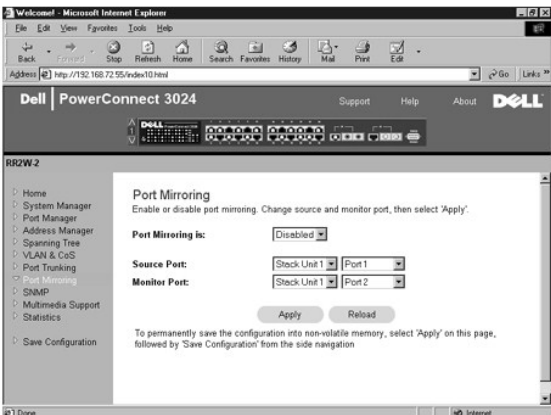 Welcome! - Microsoft Internet Explorer
File Edit View Favorites Tools Help
Back Forward Stop Refresh Home Search Favorites History Mail Print Edit
Address http://192.168.72.55/index10.html Go Links »
Dell PowerConnect 3024 Support Help About DELL
DELL
1
RR2W-2
Home
System Manager
Port Manager
Address Manager
Spanning Tree
VLAN & CoS
Port Trunking
Port Mirroring
SNMP
Multimedia Support
Statistics
Save Configuration
Port Mirroring
Enable or disable port mirroring. Change source and monitor port, then select 'Apply'.
Port Mirroring is: Disabled
Source Port: Stack Unit 1 Port 1
Monitor Port: Stack Unit 1 Port 2
Apply Reload
To permanently save the configuration into non-volatile memory, select 'Apply' on this page,
followed by 'Save Configuration' from the side navigation
Done Internet